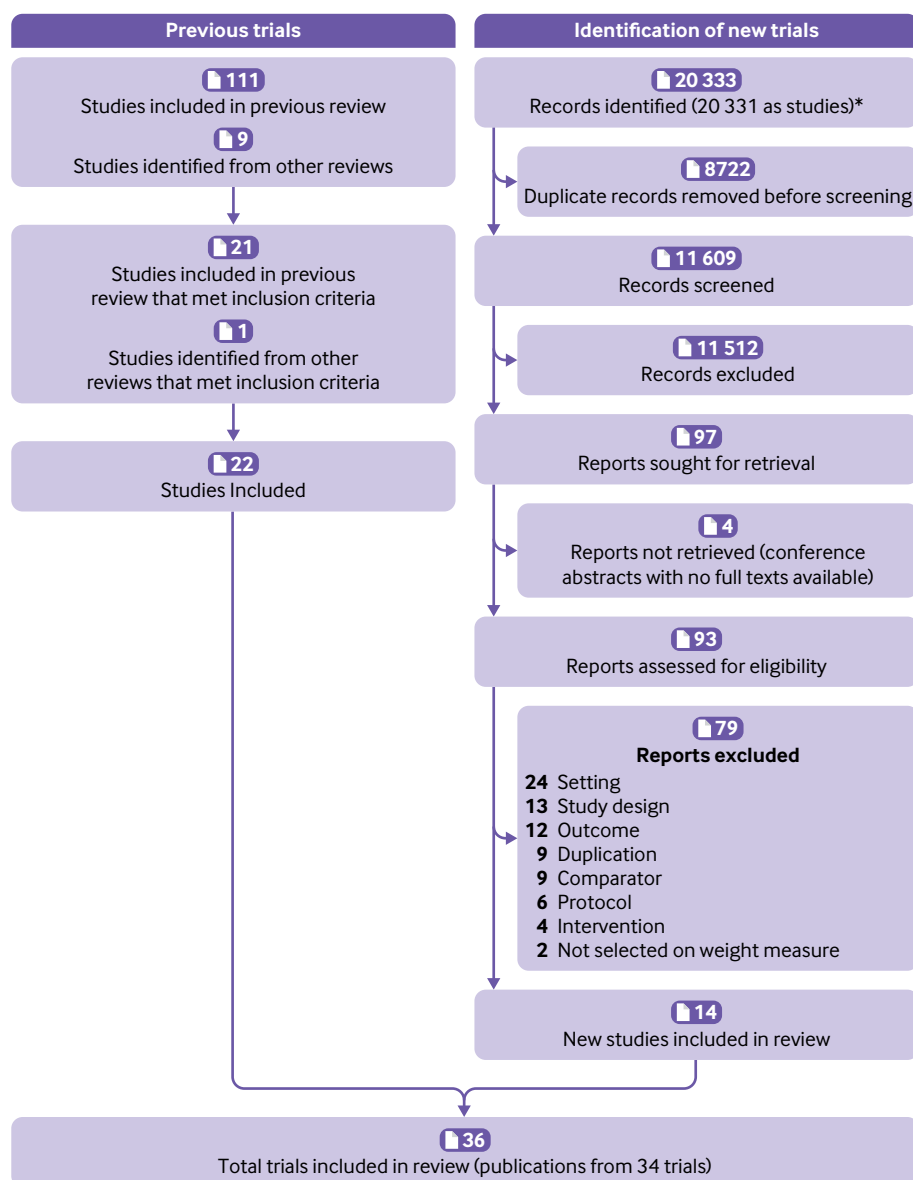 Previous trials
111
Studies included in previous review
9
Studies identified from other reviews
21
Studies included in previous
review that met inclusion criteria
1
Studies identified from other
reviews that met inclusion criteria
22
Studies Included
Identification of new trials
20 333
Records identified (20 331 as studies)*
8722
Duplicate records removed before screening
11 609
Records screened
11 512
Records excluded
97
Reports sought for retrieval
4
Reports not retrieved (conference
abstracts with no full texts available)
93
Reports assessed for eligibility
79
Reports excluded
24 Setting
13 Study design
12 Outcome
9 Duplication
9 Comparator
6 Protocol
4 Intervention
2 Not selected on weight measure
14
New studies included in review
36
Total trials included in review (publications from 34 trials)